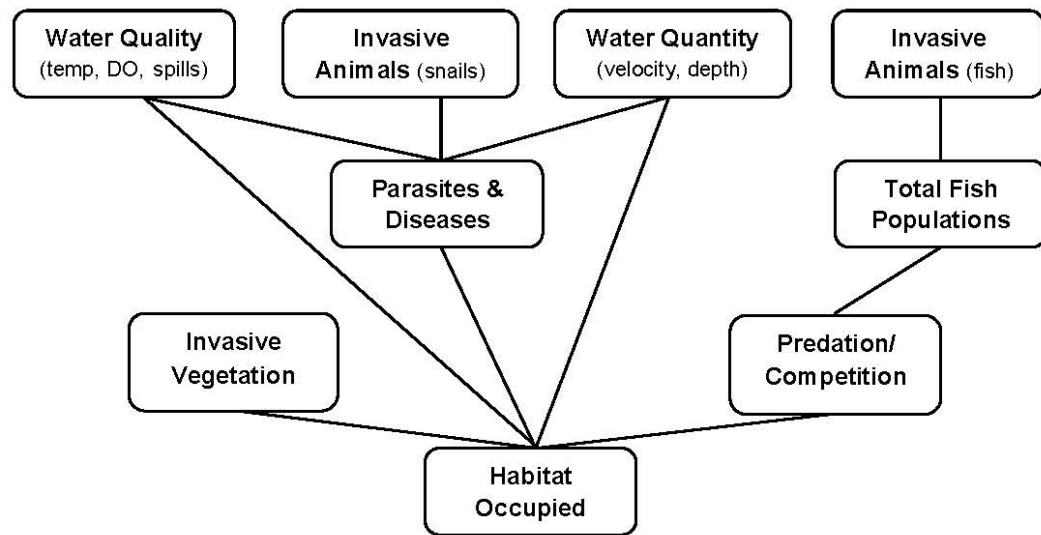 Water Quality
(temp, DO, spills)
Invasive
Animals (snails)
Water Quantity
(velocity, depth)
Invasive
Animals (fish)
Parasites &
Diseases
Total Fish
Populations
Invasive
Vegetation
Predation/
Competition
Habitat
Occupied